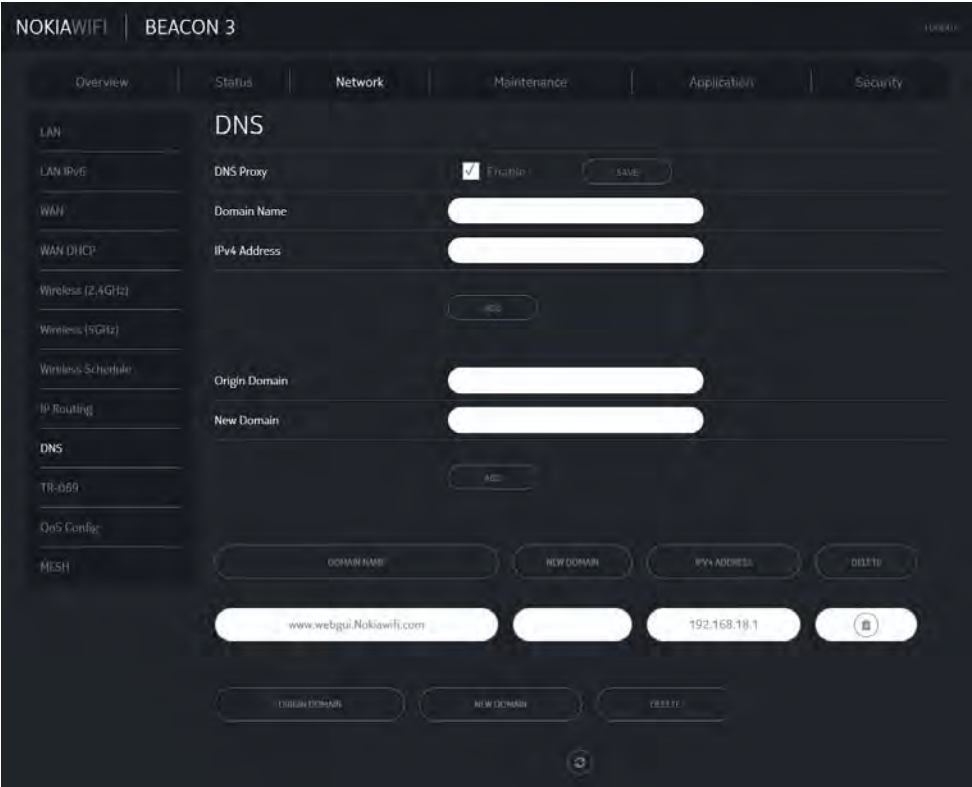 NOKIAWIFI | BEACON 3 LOGOUT
Overview Status Network Maintenance Application Security
LAN
LAN IPv6
WAN
WAN DHCP
Wireless (2.4GHz)
Wireless (5GHz)
Wireless Schedule
IP Routing
DNS
TR-069
QoS Config
MESH
DNS
DNS Proxy Enable SAVE
Domain Name
IPv4 Address
ADD
Origin Domain
New Domain
ADD
DOMAIN NAME NEW DOMAIN IPV4 ADDRESS DELETE
www.webgui.Nokiawifi.com 192.168.18.1
ORIGIN DOMAIN NEW DOMAIN DELETE